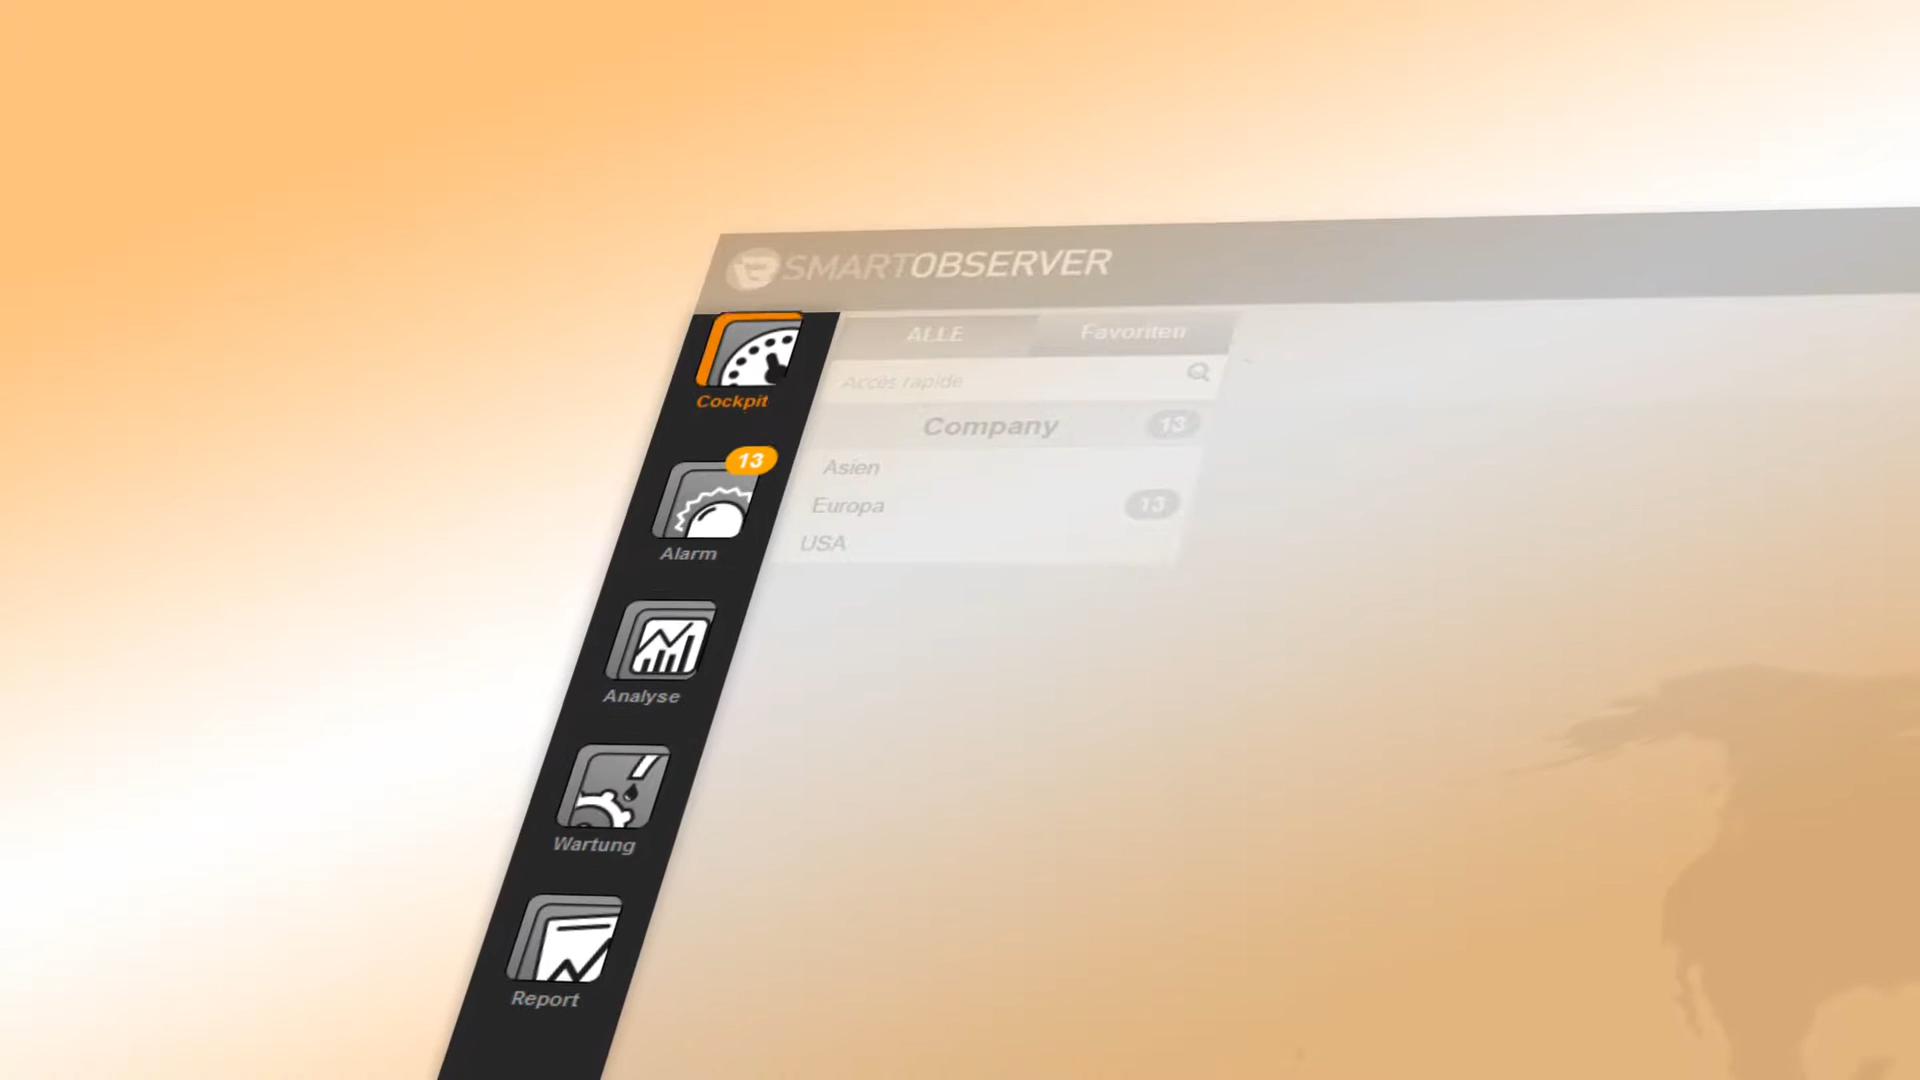 SMARTOBSERVER
ALLE
Favoriten
Accès rapide
Company
13
Asien
Europa
13
USA
Cockpit
13
Alarm
Analyse
Wartung
Report